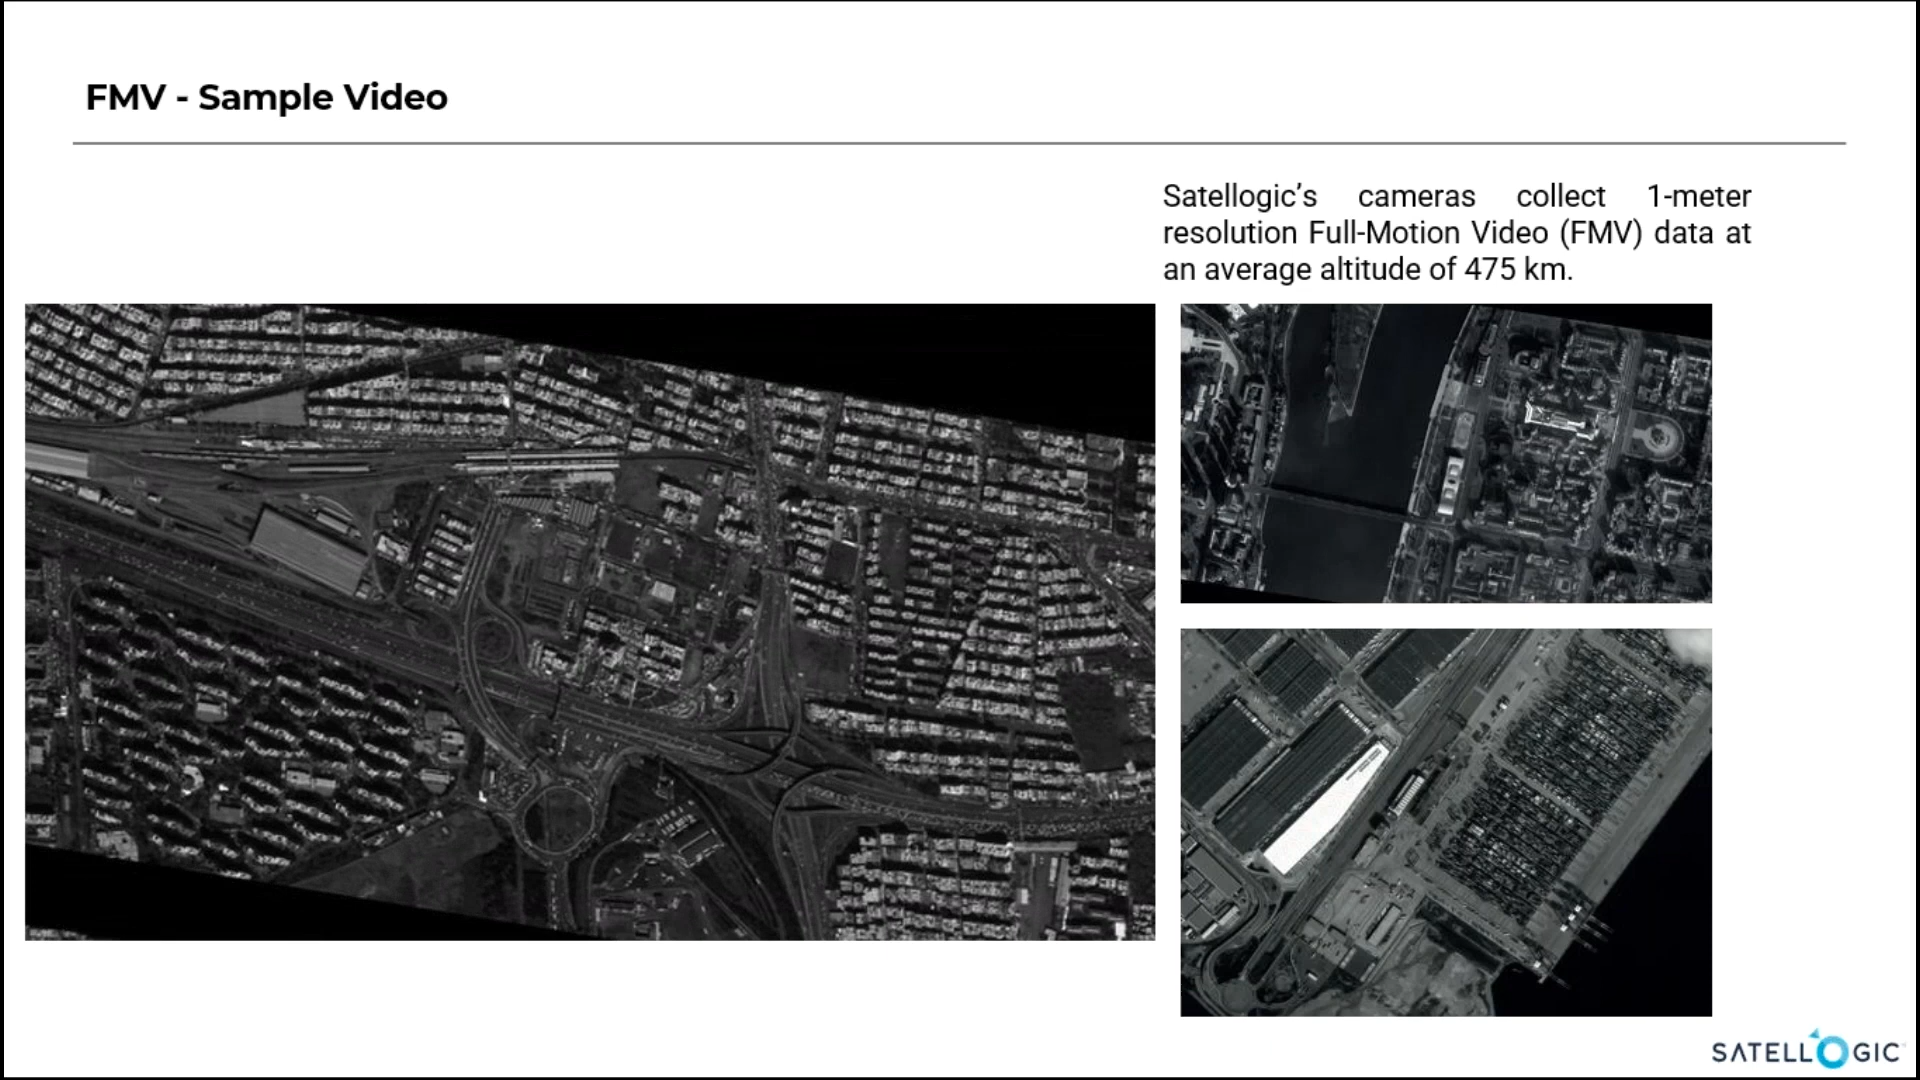 FMV - Sample Video
Satellogic’s cameras collect 1-meter
resolution Full-Motion Video (FMV) data at
an average altitude of 475 km.
SATELLOGIC